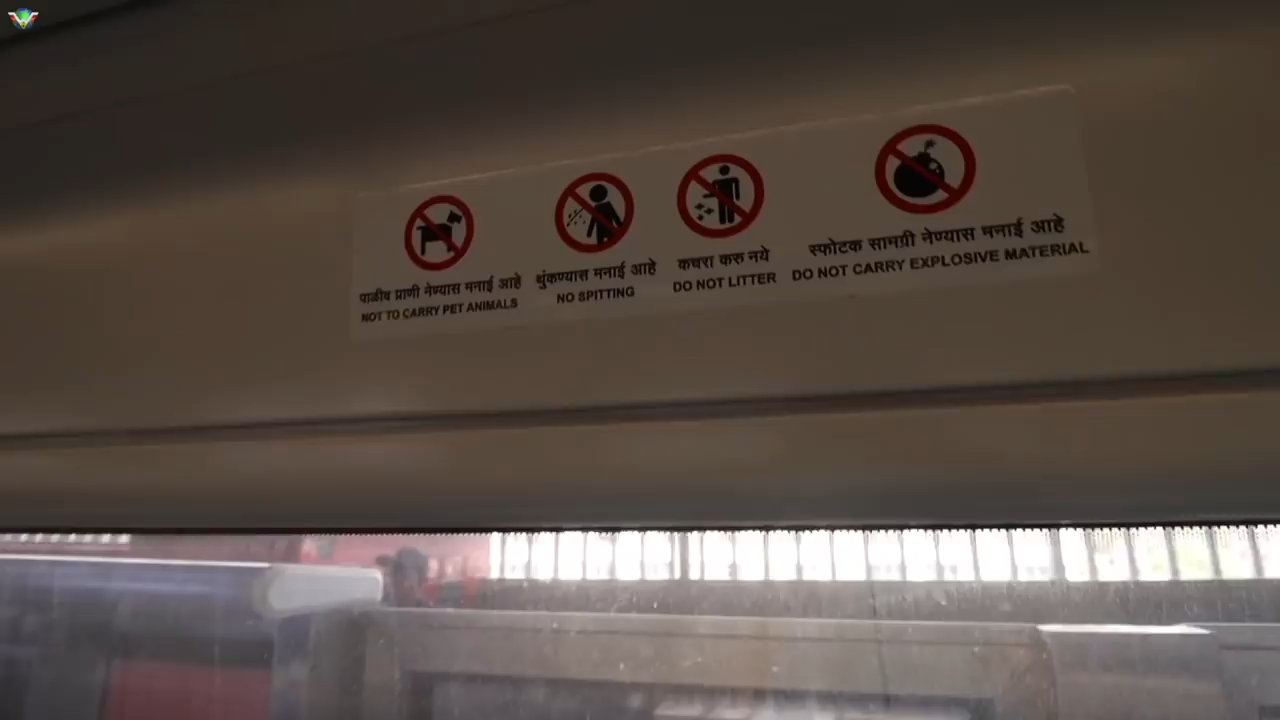 पाळीव प्राणी नेण्यास मनाई आहे
NOT TO CARRY PET ANIMALS
थुंकण्यास मनाई आहे
NO SPITTING
कचरा करु नये
DO NOT LITTER
स्फोटक सामग्री नेण्यास मनाई आहे
DO NOT CARRY EXPLOSIVE MATERIAL